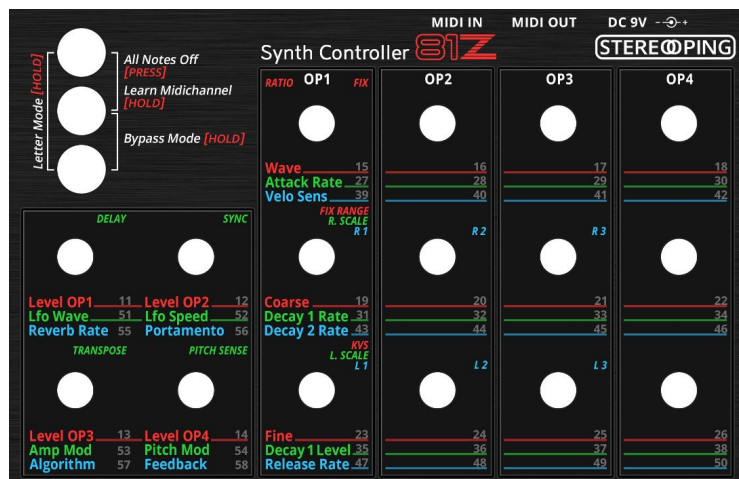 MIDI IN MIDI OUT DC 9V - + 
Synth Controller 81Z STEREOPING
Letter Mode [HOLD]
All Notes Off
[PRESS]
Learn Midichannel
[HOLD]
Bypass Mode [HOLD]
RATIO OP1 FIX OP2 OP3 OP4
Wave 15 16 17 18
Attack Rate 27 28 29 30
Velo Sens 39 40 41 42
DELAY SYNC
FIX RANGE
R. SCALE
R 1 R 2 R 3
Level OP1 11 Level OP2 12
Lfo Wave 51 Lfo Speed 52
Reverb Rate 55 Portamento 56
Coarse 19 20 21 22
Decay 1 Rate 31 32 33 34
Decay 2 Rate 43 44 45 46
TRANSPOSE PITCH SENSE
KVS
L. SCALE
L 1 L 2 L 3
Level OP3 13 Level OP4 14
Amp Mod 53 Pitch Mod 54
Algorithm 57 Feedback 58
Fine 23 24 25 26
Decay 1 Level 35 36 37 38
Release Rate 47 48 49 50